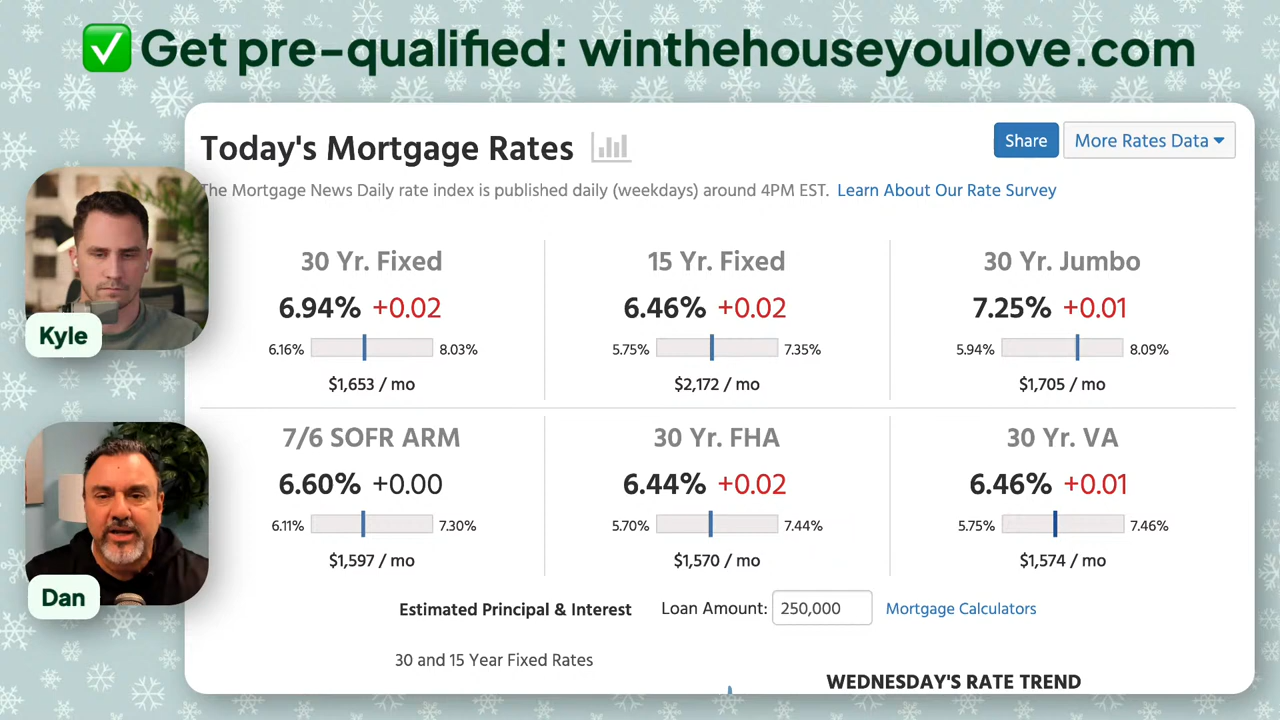 ✅ Get pre-qualified: winthehouseyoulove.com
Today's Mortgage Rates
Share
More Rates Data
The Mortgage News Daily rate index is published daily (weekdays) around 4PM EST. Learn About Our Rate Survey
30 Yr. Fixed
6.94% +0.02
6.16% 8.03%
$1,653 / mo
15 Yr. Fixed
6.46% +0.02
5.75% 7.35%
$2,172 / mo
30 Yr. Jumbo
7.25% +0.01
5.94% 8.09%
$1,705 / mo
Kyle
7/6 SOFR ARM
6.60% +0.00
6.11% 7.30%
$1,597 / mo
30 Yr. FHA
6.44% +0.02
5.70% 7.44%
$1,570 / mo
30 Yr. VA
6.46% +0.01
5.75% 7.46%
$1,574 / mo
Dan
Estimated Principal & Interest Loan Amount: 250,000 Mortgage Calculators
30 and 15 Year Fixed Rates
WEDNESDAY'S RATE TREND